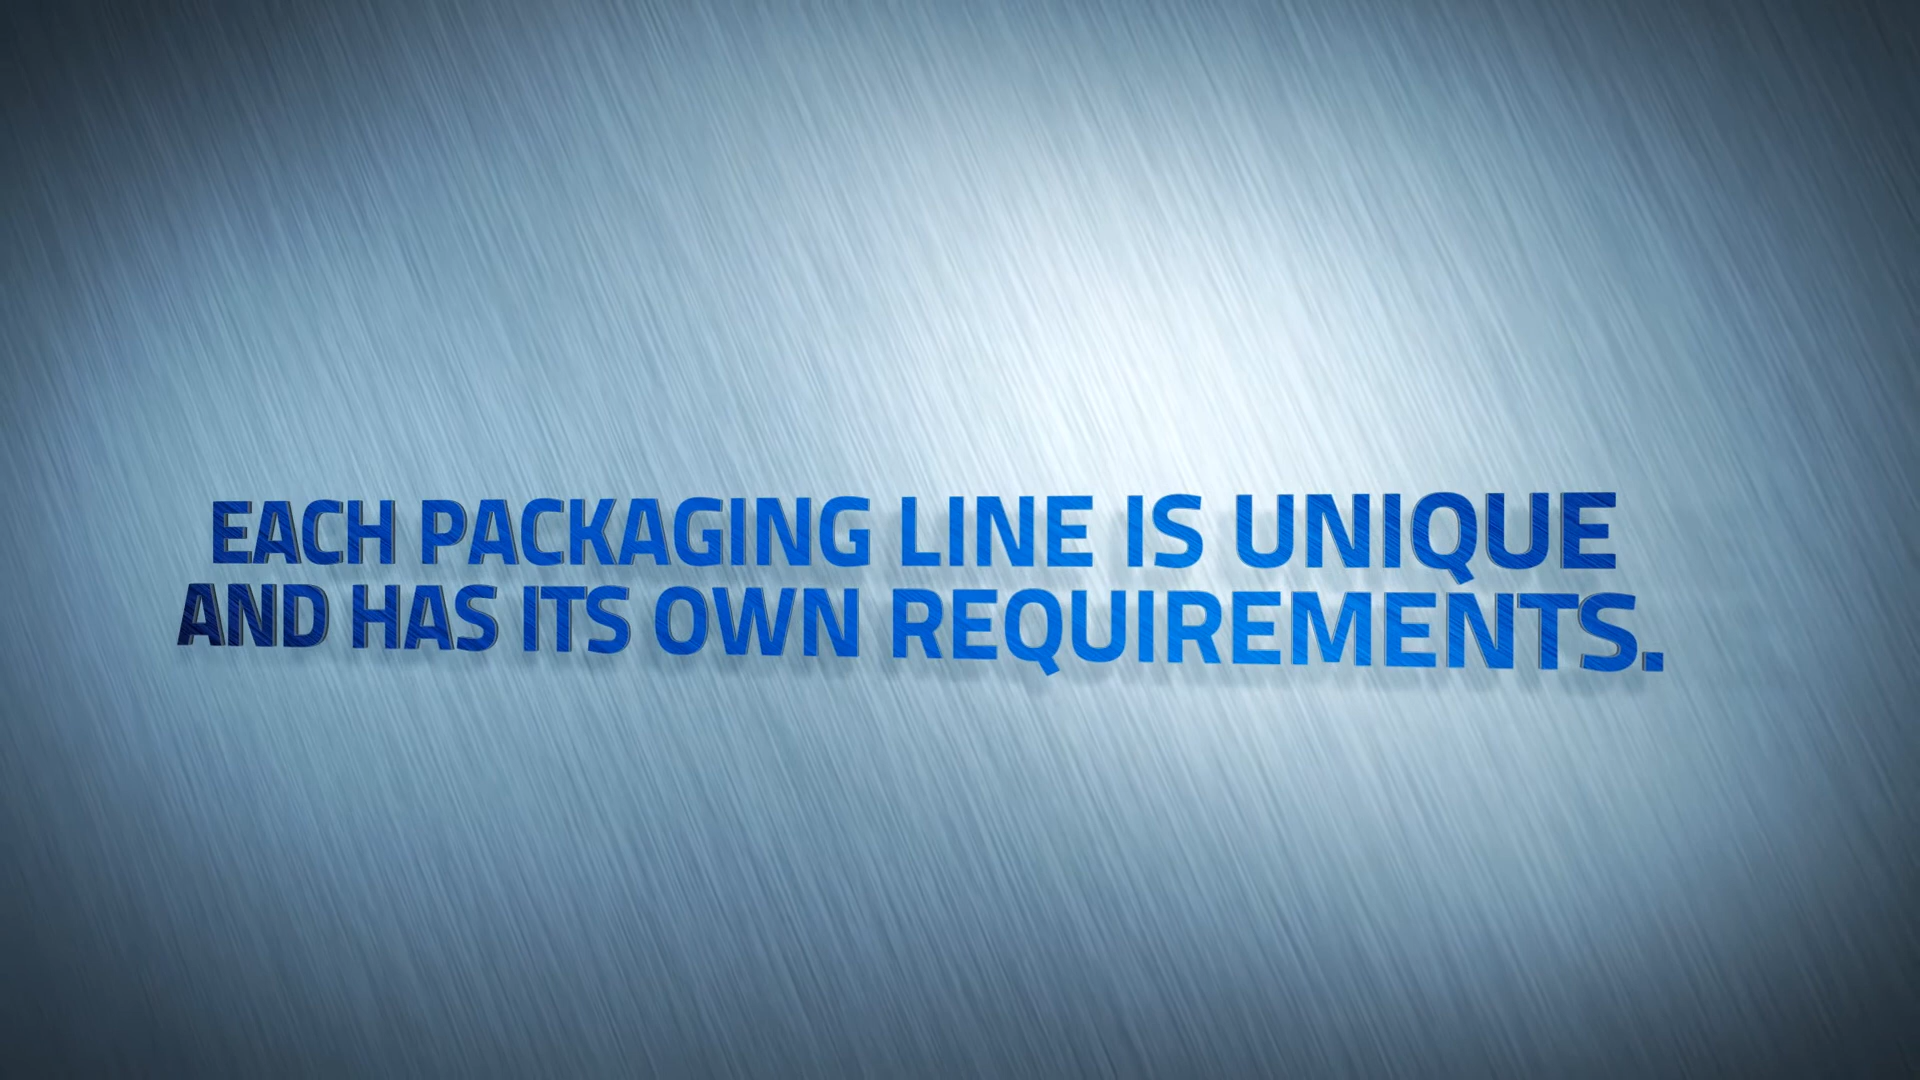 EACH PACKAGING LINE IS UNIQUE
AND HAS ITS OWN REQUIREMENTS.